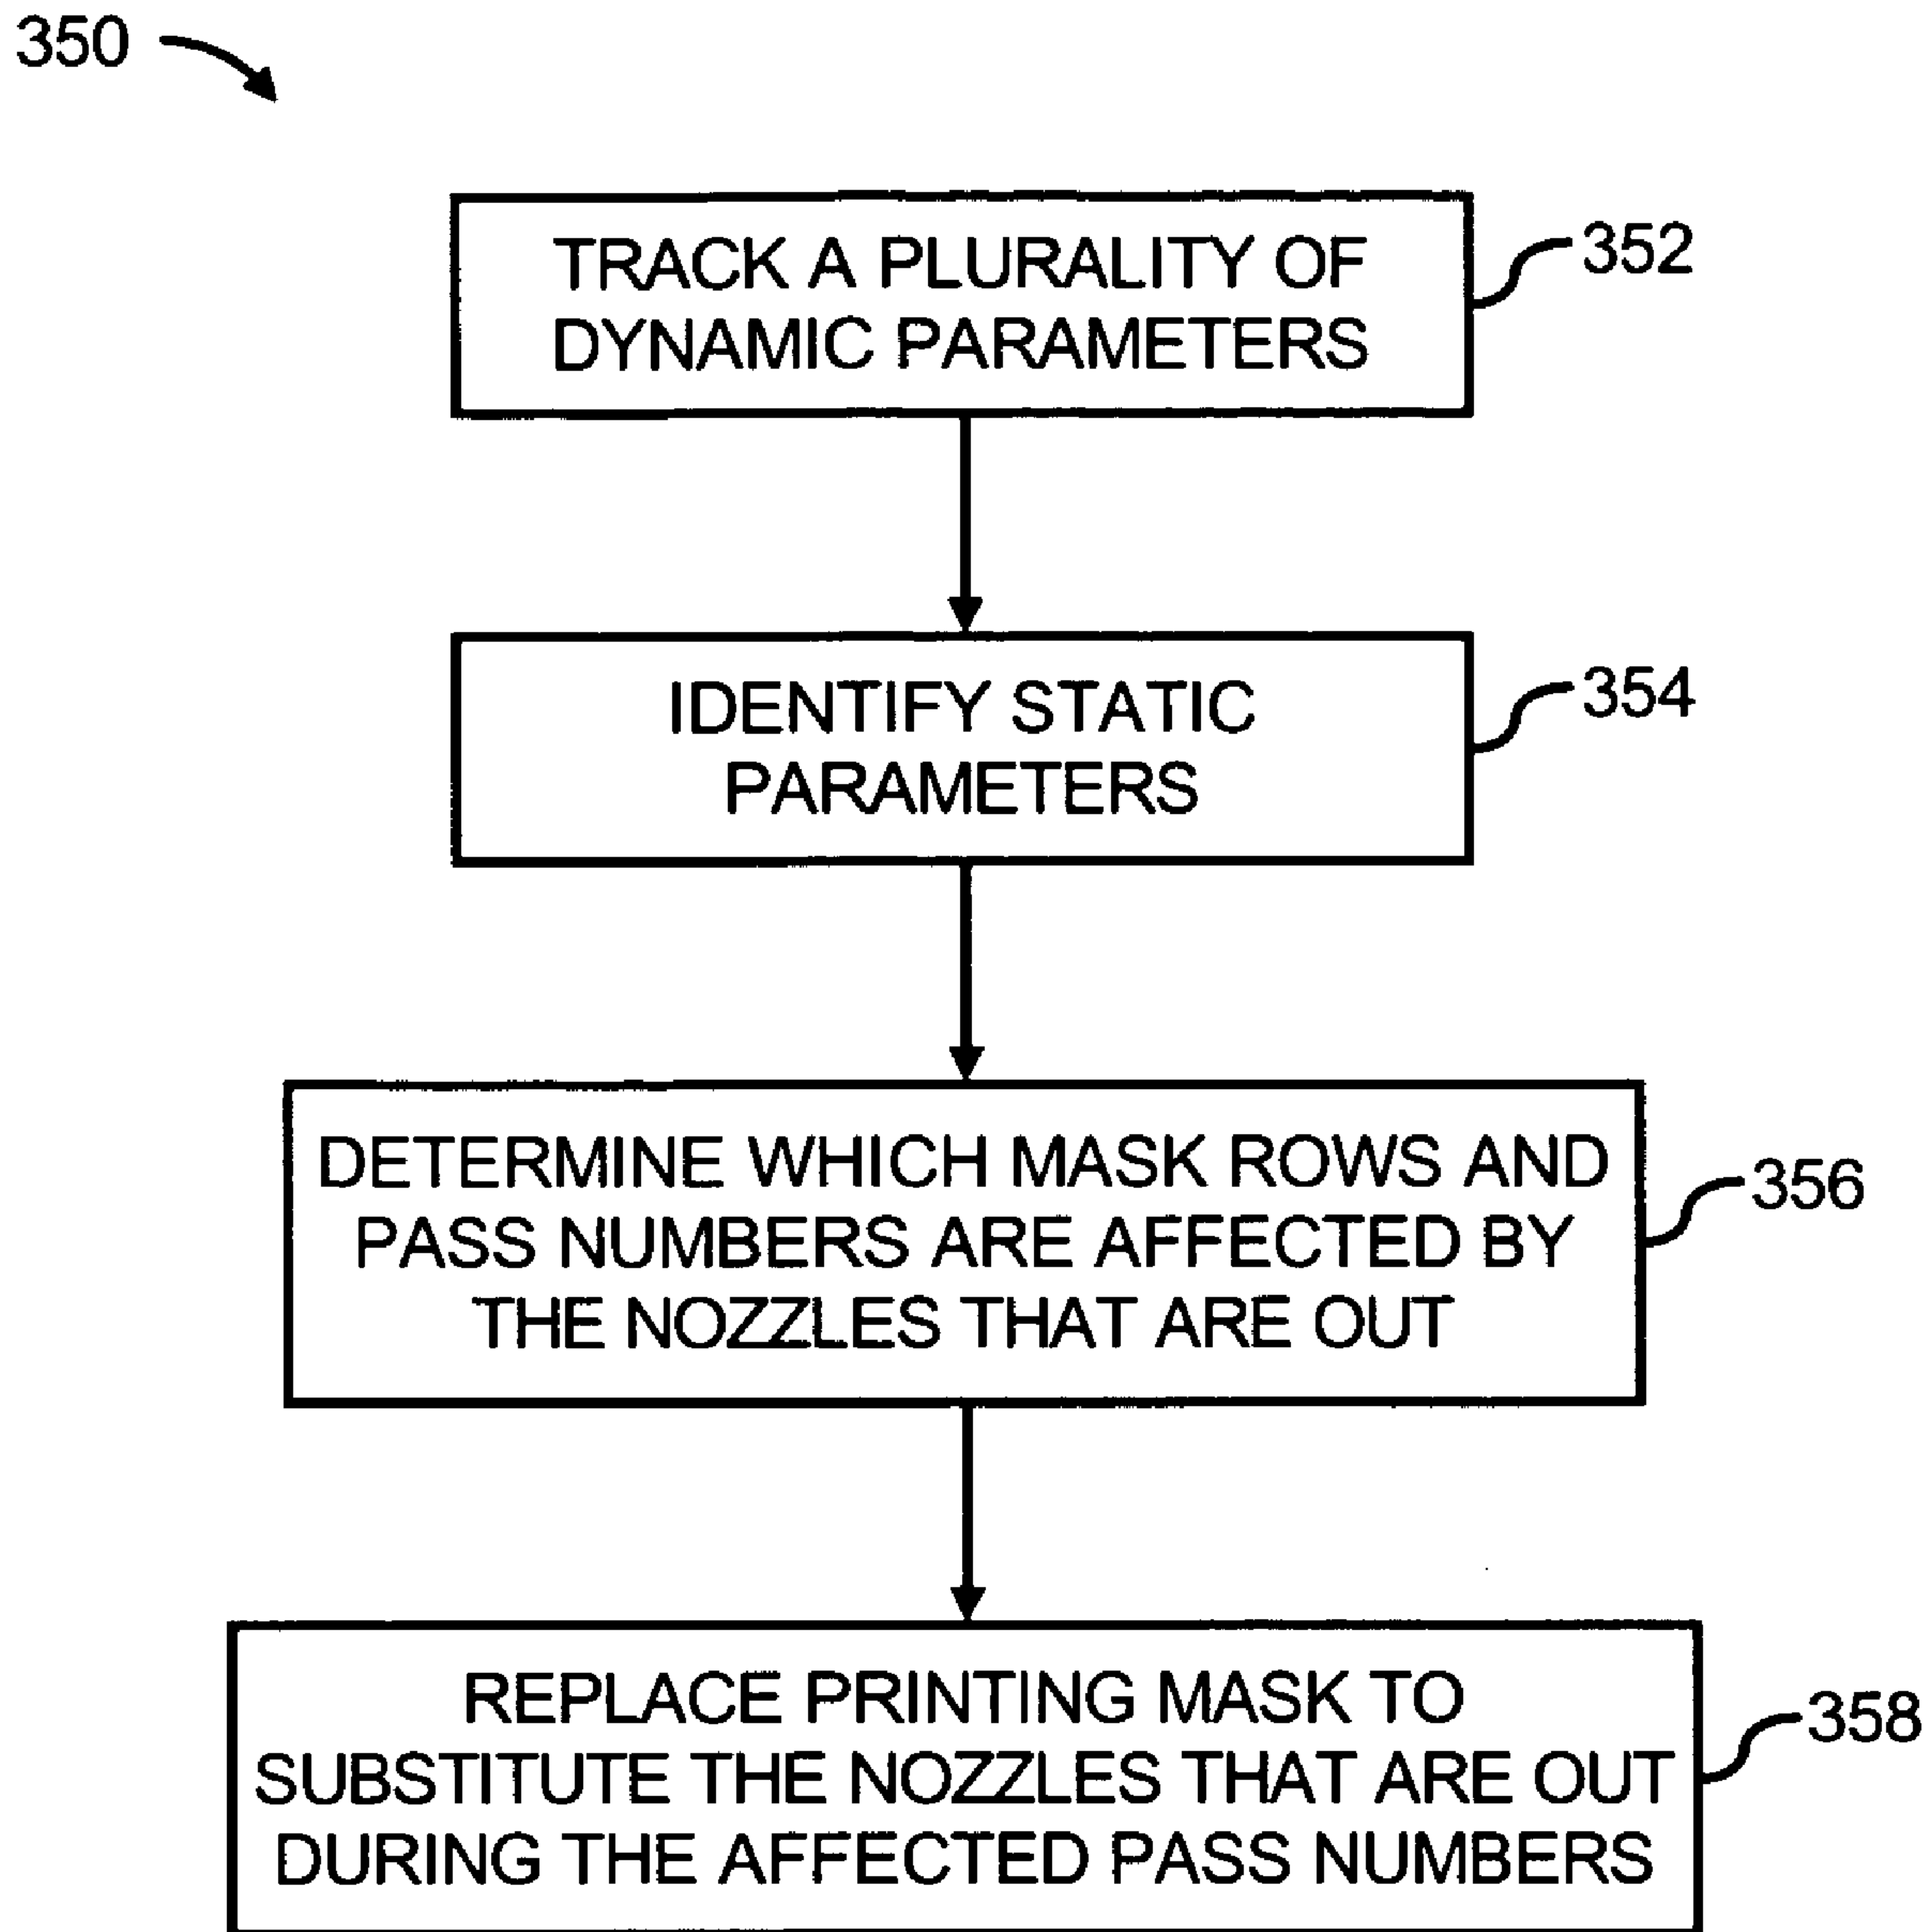 350
TRACK A PLURALITY OF
DYNAMIC PARAMETERS
352
IDENTIFY STATIC
PARAMETERS
354
DETERMINE WHICH MASK ROWS AND
PASS NUMBERS ARE AFFECTED BY
THE NOZZLES THAT ARE OUT
356
REPLACE PRINTING MASK TO
SUBSTITUTE THE NOZZLES THAT ARE OUT
DURING THE AFFECTED PASS NUMBERS
358